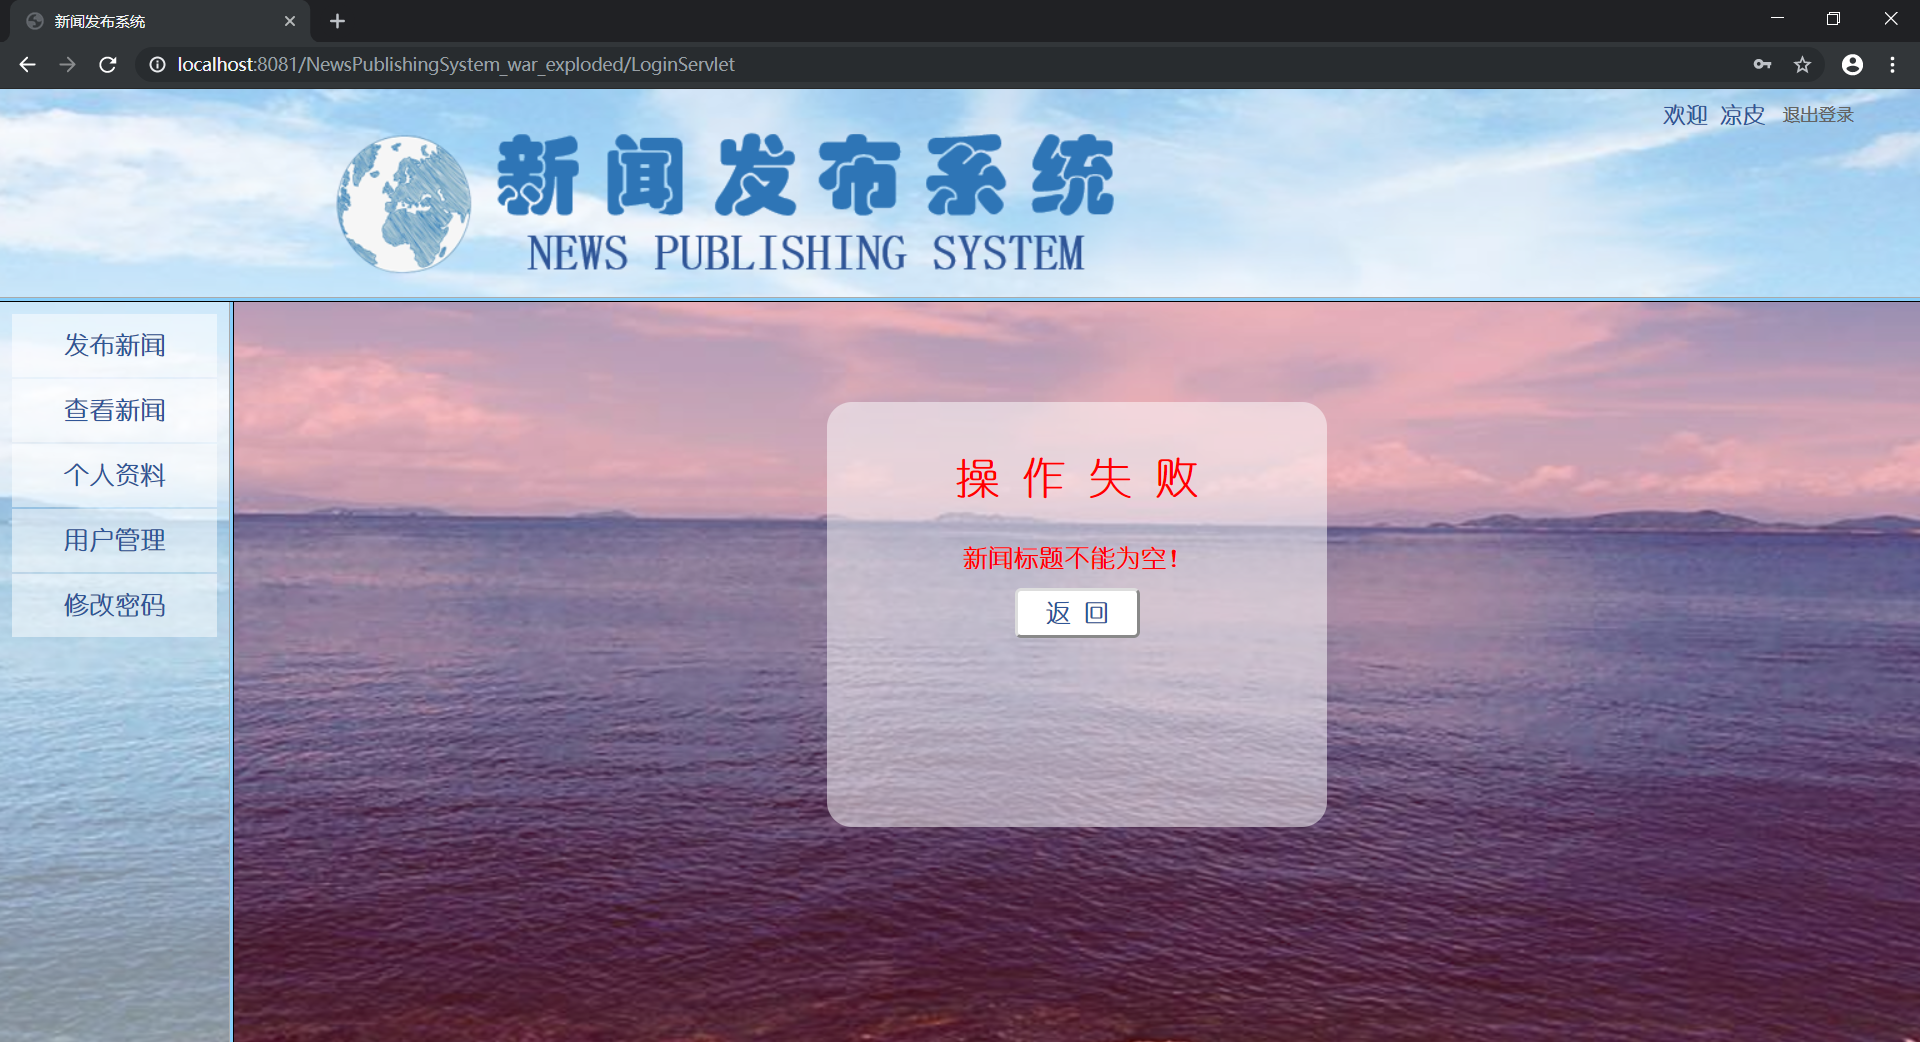 新闻发布系统
localhost:8081/NewsPublishingSystem_war_exploded/LoginServlet
欢迎 凉皮 退出登录
新闻发布系统
NEWS PUBLISHING SYSTEM
发布新闻
查看新闻
个人资料
用户管理
修改密码
操作失败
新闻标题不能为空！
返 回